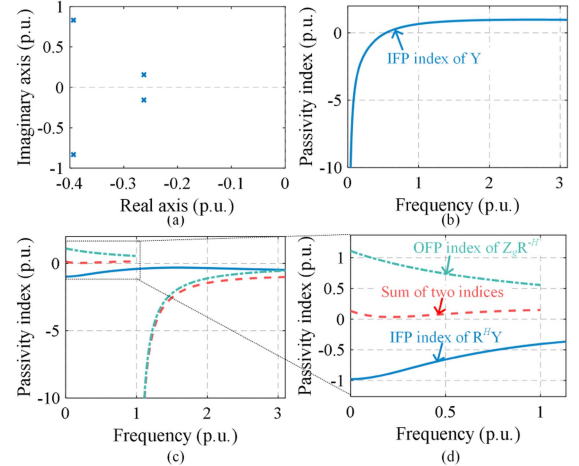 1
0.5
0
-0.5
-1
-0.4
-0.3
-0.2
-0.1
0
Imaginary axis (p.u.)
Real axis (p.u.)
(a)
0
-5
-10
0
1
2
3
Passivity index (p.u.)
IFP index of Y
Frequency (p.u.)
(b)
0
-5
-10
0
1
2
3
Passivity index (p.u.)
Frequency (p.u.)
(c)
1
0.5
0
-0.5
-1
0
0.5
1
Passivity index (p.u.)
OFP index of ZgR-H
Sum of two indices
IFP index of RHY
Frequency (p.u.)
(d)